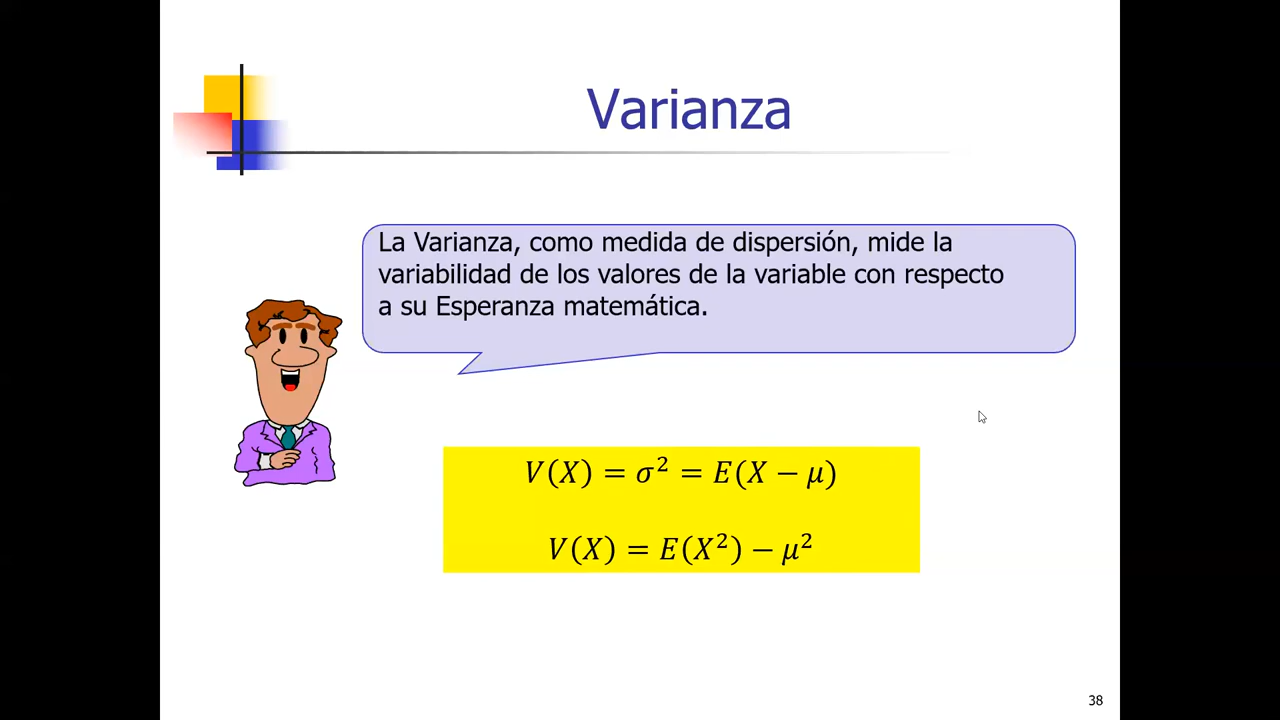 Varianza
La Varianza, como medida de dispersión, mide la
variabilidad de los valores de la variable con respecto
a su Esperanza matemática.
V(X) = σ² = E(X − μ)
V(X) = E(X²) − μ²
38